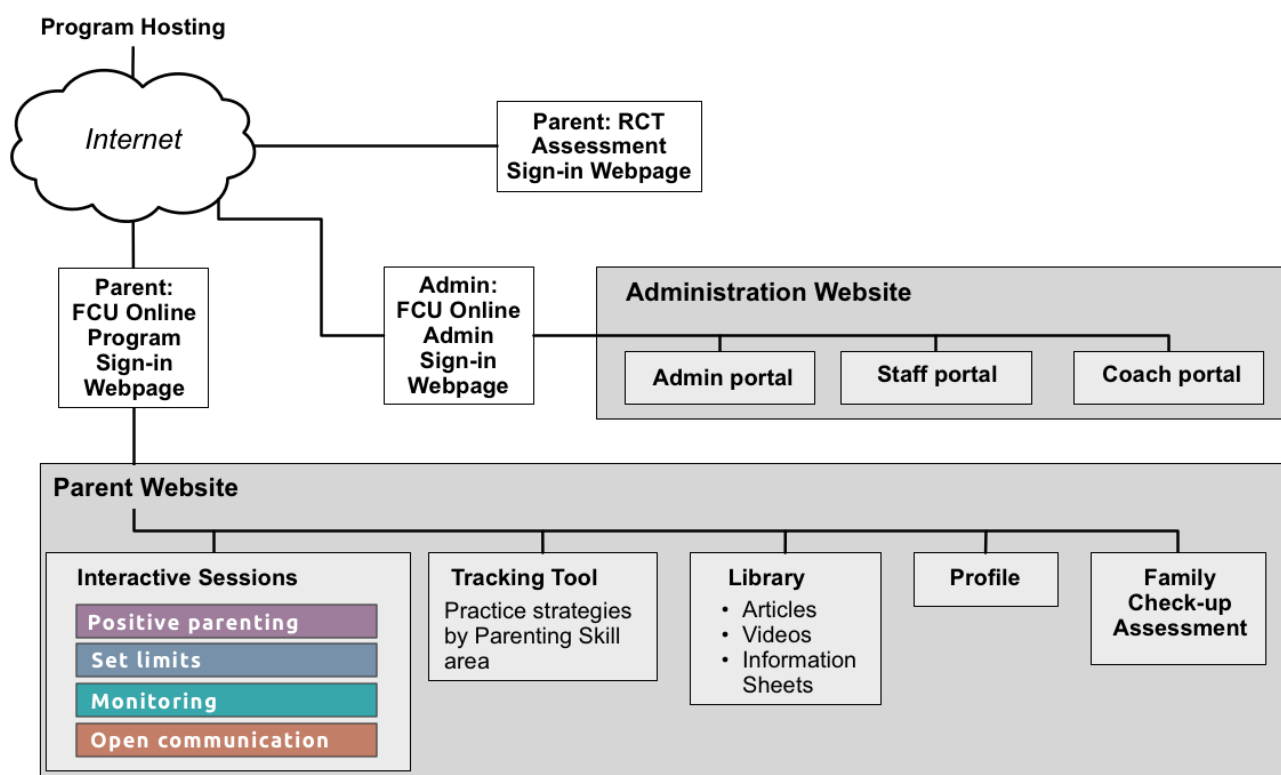 Program Hosting
Internet
Parent: RCT
Assessment
Sign-in Webpage
Parent:
FCU Online
Program
Sign-in
Webpage
Admin:
FCU Online
Admin
Sign-in
Webpage
Administration Website
Admin portal
Staff portal
Coach portal
Parent Website
Interactive Sessions
Positive parenting
Set limits
Monitoring
Open communication
Tracking Tool
Practice strategies
by Parenting Skill
area
Library
• Articles
• Videos
• Information
Sheets
Profile
Family
Check-up
Assessment